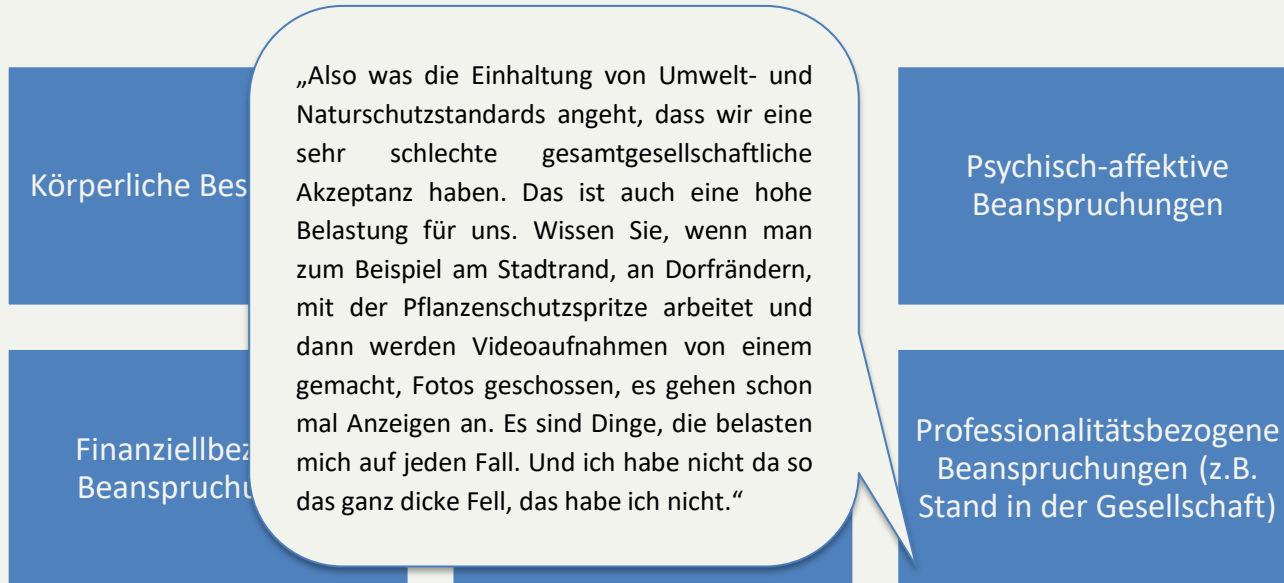 Körperliche
„Also was die Einhaltung von Umwelt- und
Naturschutzstandards angeht, dass wir eine
sehr schlechte gesamtgesellschaftliche
Akzeptanz haben. Das ist auch eine hohe
Belastung für uns. Wissen Sie, wenn man
zum Beispiel am Stadtrand, an Dorfrändern,
mit der Pflanzenschutzspritze arbeitet und
dann werden Videoaufnahmen von einem
gemacht, Fotos geschossen, es gehen schon
mal Anzeigen an. Es sind Dinge, die belasten
mich auf jeden Fall. Und ich habe nicht da so
das ganz dicke Fell, das habe ich nicht.“
Psychisch-affektive
Beanspruchungen
Professionalitätsbezogene
Beanspruchungen (z.B.
Stand in der Gesellschaft)